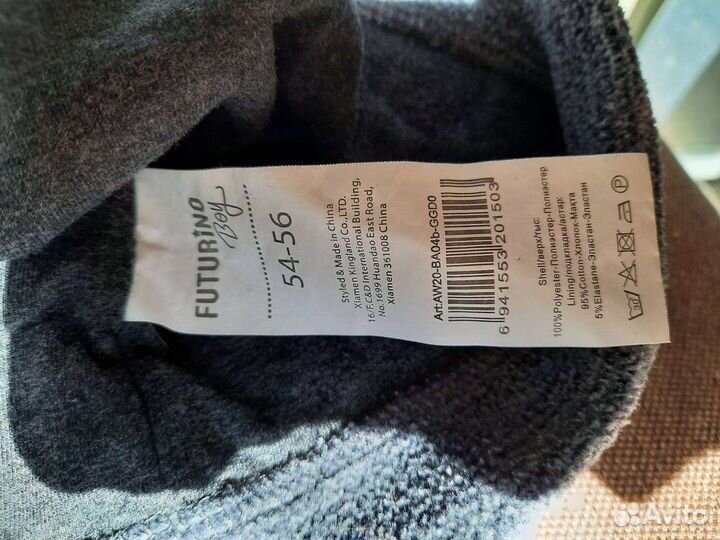 FUTURiNO
Boy
54-56
Styled & Made in China
Xiamen Kingland Co.,LTD.
16/F,C&D International Building,
No.1699 Huandao East Road,
Xiamen 361008 China
Art:AW20-BA04b-GGD0
6 941553 201503
Shell/верх/тыс:
100%Polyester-Полиэстер-Полиэстер
Lining/подкладка/астар:
95%Cotton-Хлопок-Мақта
5%Elastane-Эластан-Эластан
30
P
Avito